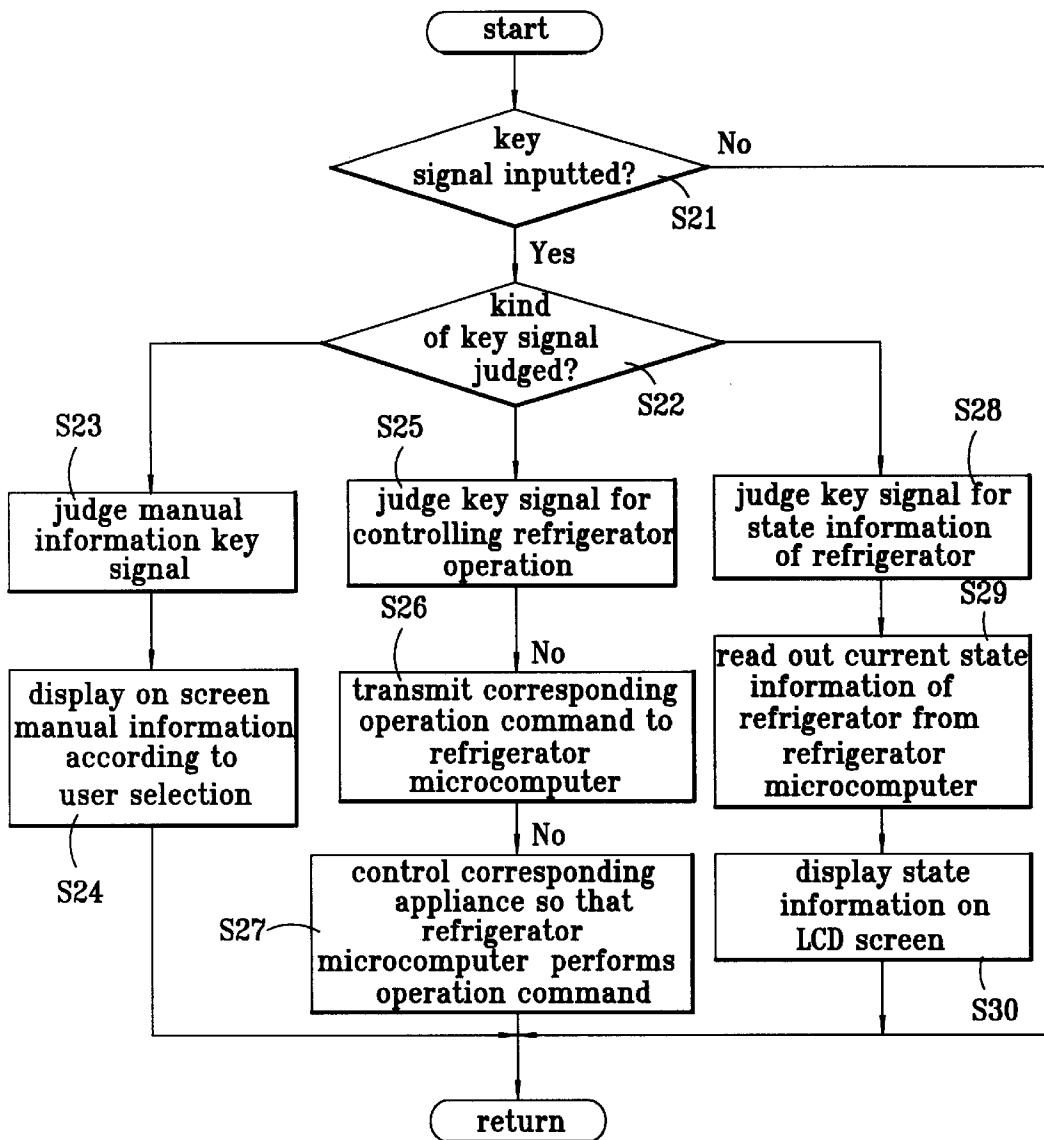 start
key
signal inputted?
No
S21
Yes
kind
of key signal
judged?
S22
S23
judge manual
information key
signal
display on screen
manual information
according to
user selection
S24
S25
judge key signal for
controlling refrigerator
operation
No
S26
transmit corresponding
operation command to
refrigerator
microcomputer
No
S27
control corresponding
appliance so that
refrigerator
microcomputer performs
operation command
S28
judge key signal for
state information
of refrigerator
S29
read out current state
information of
refrigerator from
refrigerator
microcomputer
display state
information on
LCD screen
S30
return